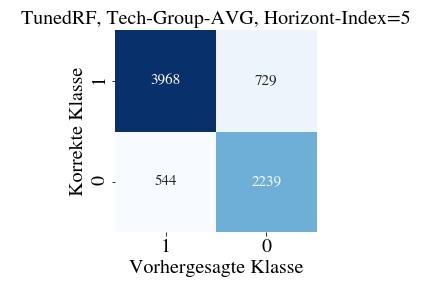 TunedRF, Tech-Group-AVG, Horizont-Index=5
Korrekte Klasse
1
3968 729
0
544 2239
1 0
Vorhergesagte Klasse